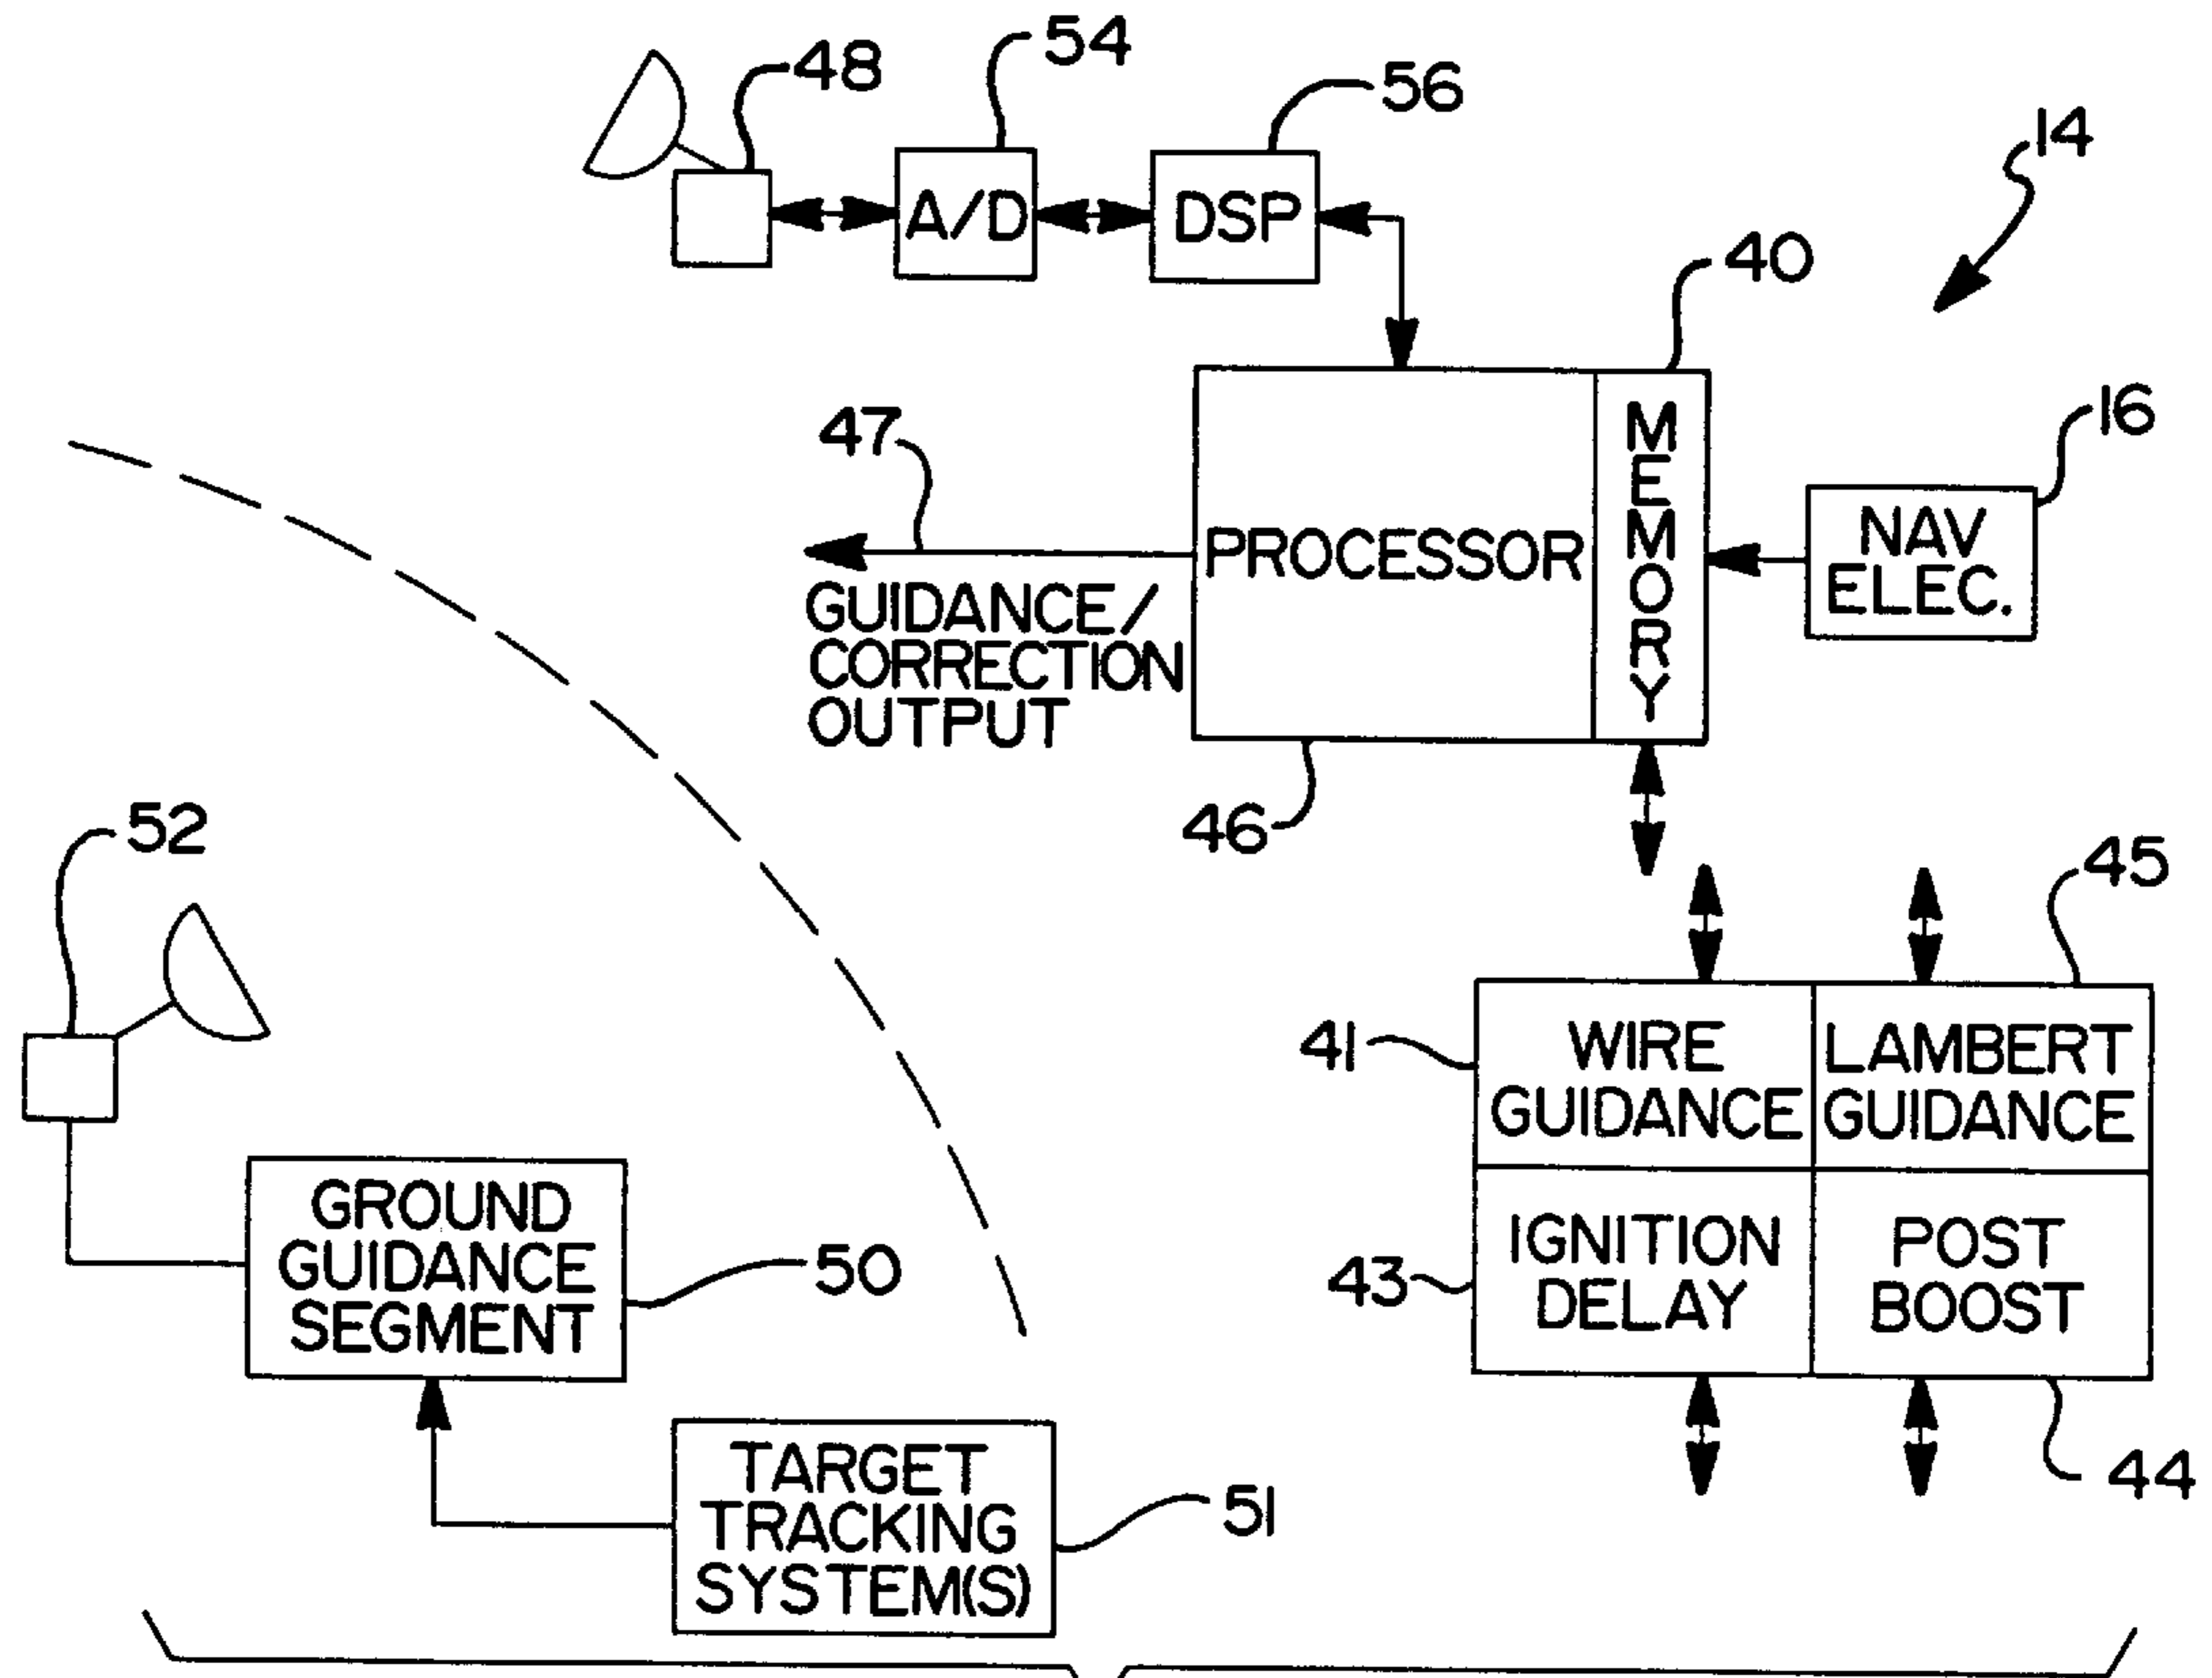 54
48
56
14
A/D
DSP
40
16
47
MEMORY
NAV
ELEC.
PROCESSOR
GUIDANCE/
CORRECTION
OUTPUT
46
52
45
41
WIRE
GUIDANCE
LAMBERT
GUIDANCE
GROUND
GUIDANCE
SEGMENT
50
43
IGNITION
DELAY
POST
BOOST
44
TARGET
TRACKING
SYSTEM(S)
51